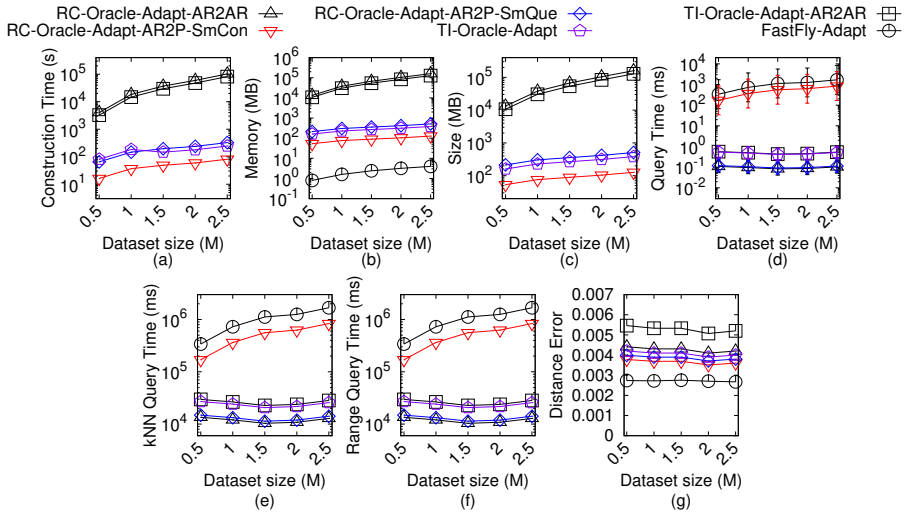 RC-Oracle-Adapt-AR2AR RC-Oracle-Adapt-AR2P-SmQue TI-Oracle-Adapt-AR2AR
RC-Oracle-Adapt-AR2P-SmCon TI-Oracle-Adapt FastFly-Adapt
Construction Time (s)
10^5
10^4
10^3
10^2
10^1
0.5 1 1.5 2 2.5
Dataset size (M)
(a)
Memory (MB)
10^6
10^5
10^4
10^3
10^2
10^1
10^0
10^-1
0.5 1 1.5 2 2.5
Dataset size (M)
(b)
Size (MB)
10^5
10^4
10^3
10^2
0.5 1 1.5 2 2.5
Dataset size (M)
(c)
Query Time (ms)
10^4
10^3
10^2
10^1
10^0
10^-1
10^-2
0.5 1 1.5 2 2.5
Dataset size (M)
(d)
kNN Query Time (ms)
10^6
10^5
10^4
0.5 1 1.5 2 2.5
Dataset size (M)
(e)
Range Query Time (ms)
10^6
10^5
10^4
0.5 1 1.5 2 2.5
Dataset size (M)
(f)
Distance Error
0.007
0.006
0.005
0.004
0.003
0.002
0.001
0
0.5 1 1.5 2 2.5
Dataset size (M)
(g)